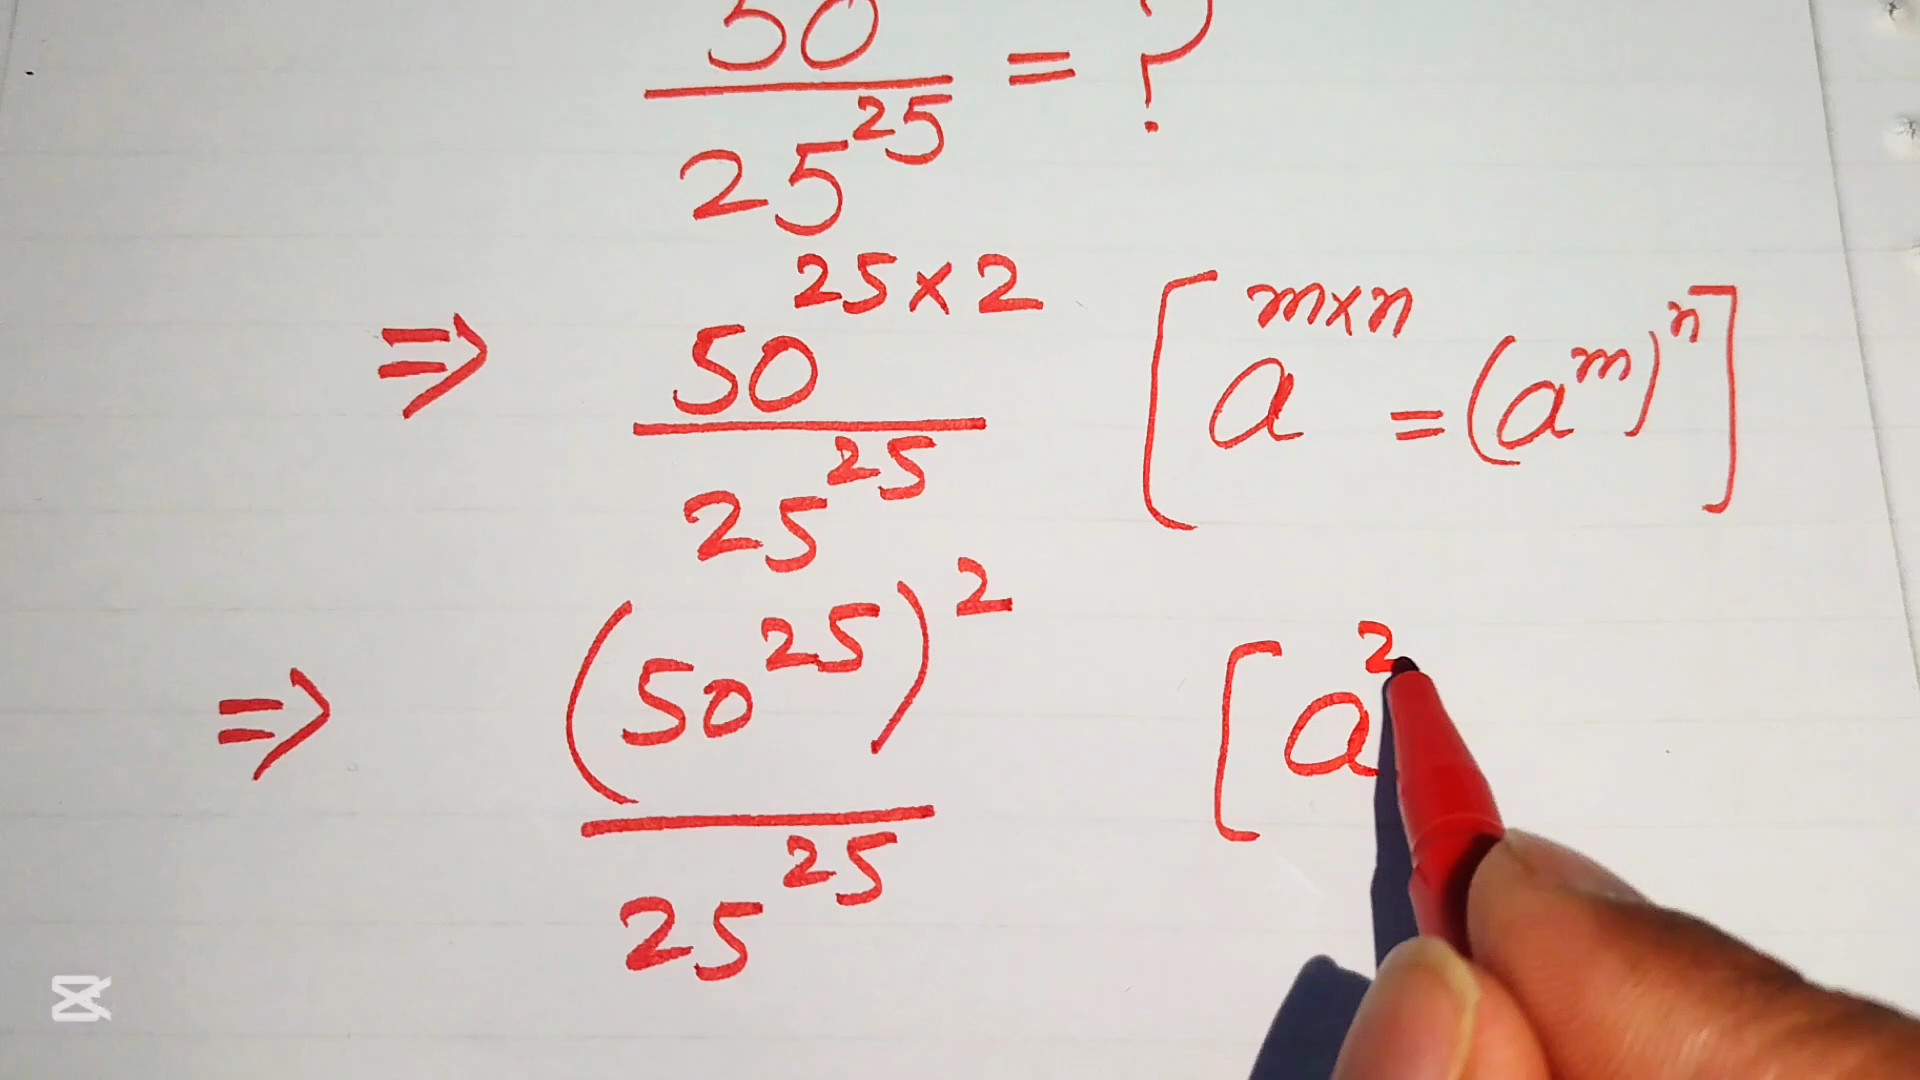 50 / 25^25 = ?
⇒ 50^(25×2) / 25^25 [a^(m×n) = (a^m)^n]
⇒ (50^25)^2 / 25^25 [a^2